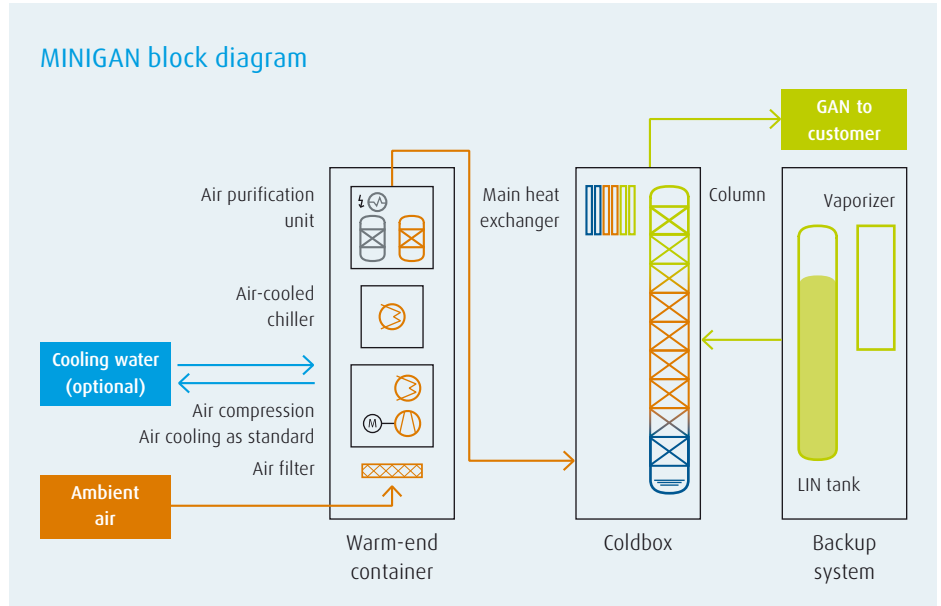 MINIGAN block diagram
GAN to
customer
Air purification
unit
Main heat
exchanger
Column
Vaporizer
Air-cooled
chiller
Cooling water
(optional)
Air compression
Air cooling as standard
M
Air filter
Ambient
air
LIN tank
Warm-end
container
Coldbox
Backup
system